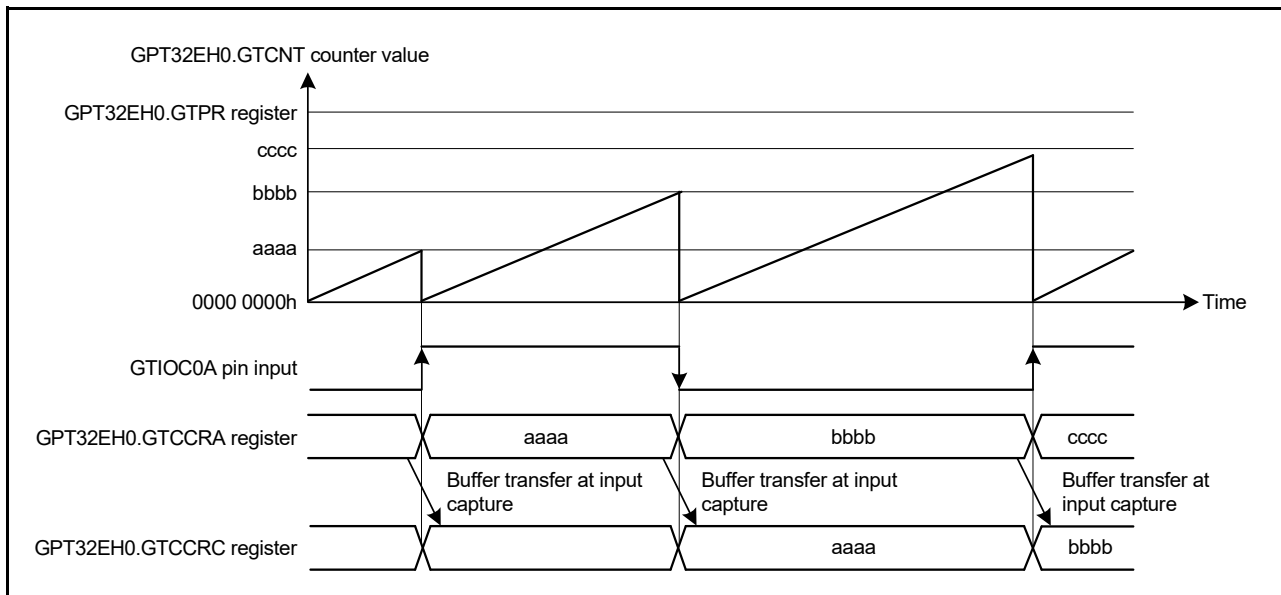 GPT32EH0.GTCNT counter value
GPT32EH0.GTPR register
cccc
bbbb
aaaa
0000 0000h
Time
GTIOC0A pin input
GPT32EH0.GTCCRA register
aaaa
bbbb
cccc
Buffer transfer at input
capture
Buffer transfer at input
capture
Buffer transfer at
input capture
GPT32EH0.GTCCRC register
aaaa
bbbb